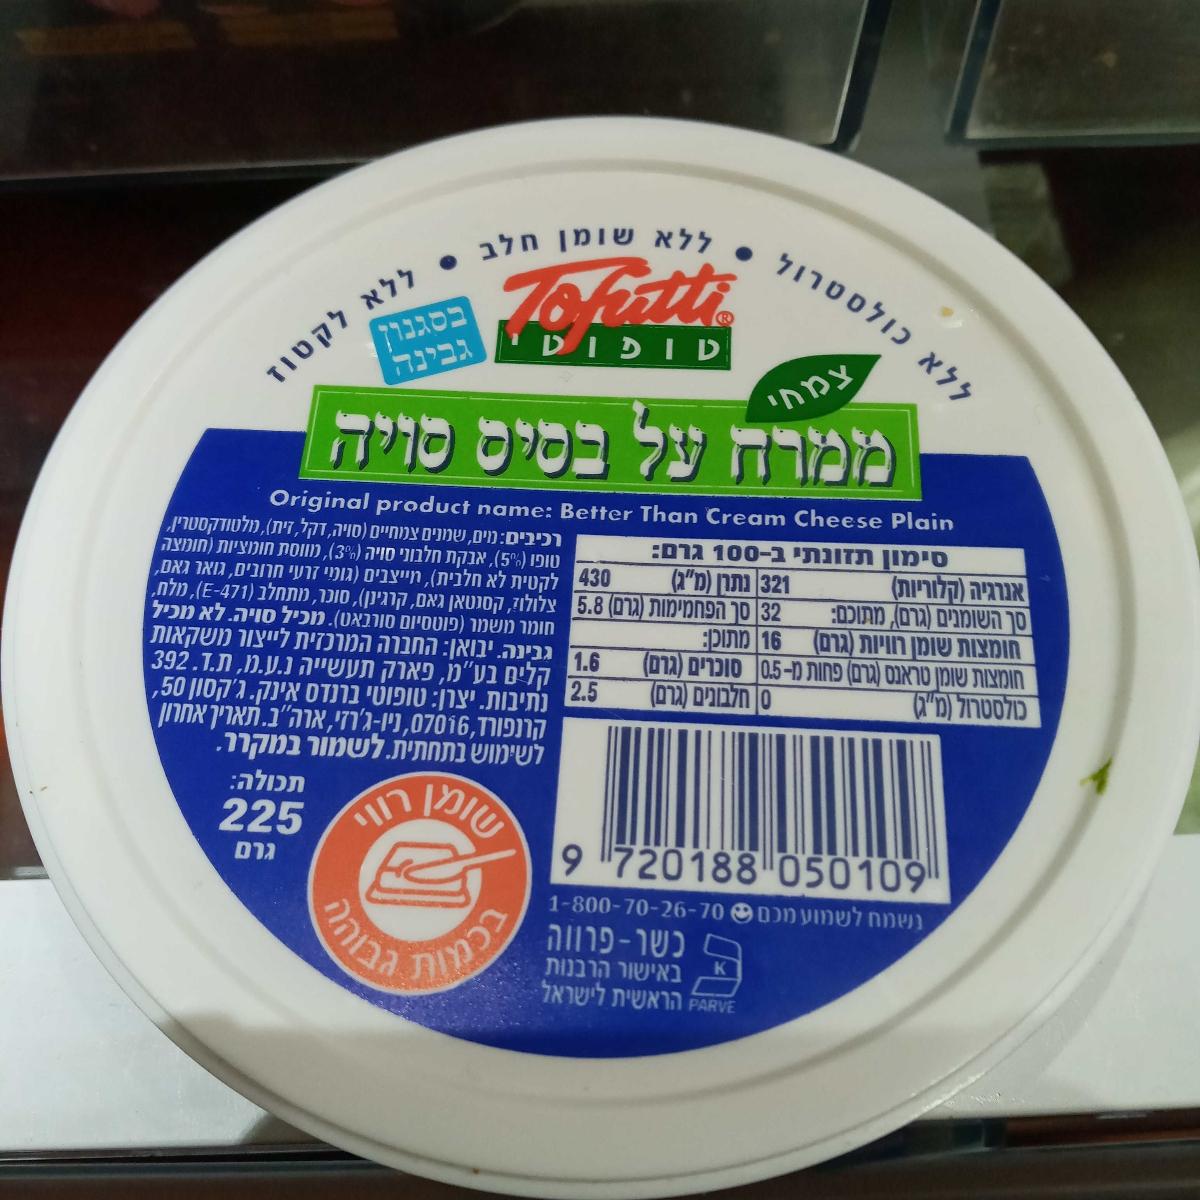 ללא כולסטרול • ללא שומן חלב • ללא לקטוז
Tofutti®
טופוטי
בסגנון
גבינה
צמחי
ממרח על בסיס סויה
Original product name: Better Than Cream Cheese Plain
רכיבים: מים, שמנים צמחיים (סויה, דקל, זית), מלטודקסטרין,
טופו (5%), אבקת חלבוני סויה (3%), מווסת חומציות (חומצה
לקטית לא חלבית), מייצבים (גומי זרעי חרובים, גואר גאם,
צלולוז, קסנטאן גאם, קרגינן), סוכר, מתחלב (E-471), מלח,
חומר משמר (פוטסיום סורבאט). מכיל סויה. לא מכיל
גבינה. יבואן: החברה המרכזית לייצור משקאות
קלים בע"מ, פארק תעשייה נ.ע.מ, ת.ד. 392
נתיבות. יצרן: טופוטי ברנדס אינק. ג'קסון 50,
קרנפורד, 07016, ניו-ג'רזי, ארה"ב. תאריך אחרון
לשימוש בתחתית. לשמור במקרר.
תכולה:
225
גרם
סימון תזונתי ב-100 גרם:
אנרגיה (קלוריות) 321 נתרן (מ"ג) 430
סך השומנים (גרם), מתוכם: 32 סך הפחמימות (גרם) 5.8
חומצות שומן רוויות (גרם) 16 מתוכן:
חומצות שומן טראנס (גרם) פחות מ-0.5 סוכרים (גרם) 1.6
כולסטרול (מ"ג) 0 חלבונים (גרם) 2.5
9 720188 050109
נשמח לשמוע מכם 1-800-70-26-70
שומן רווי
בכמות גבוהה
כשר-פרווה
באישור הרבנות
הראשית לישראל
K
PARVE